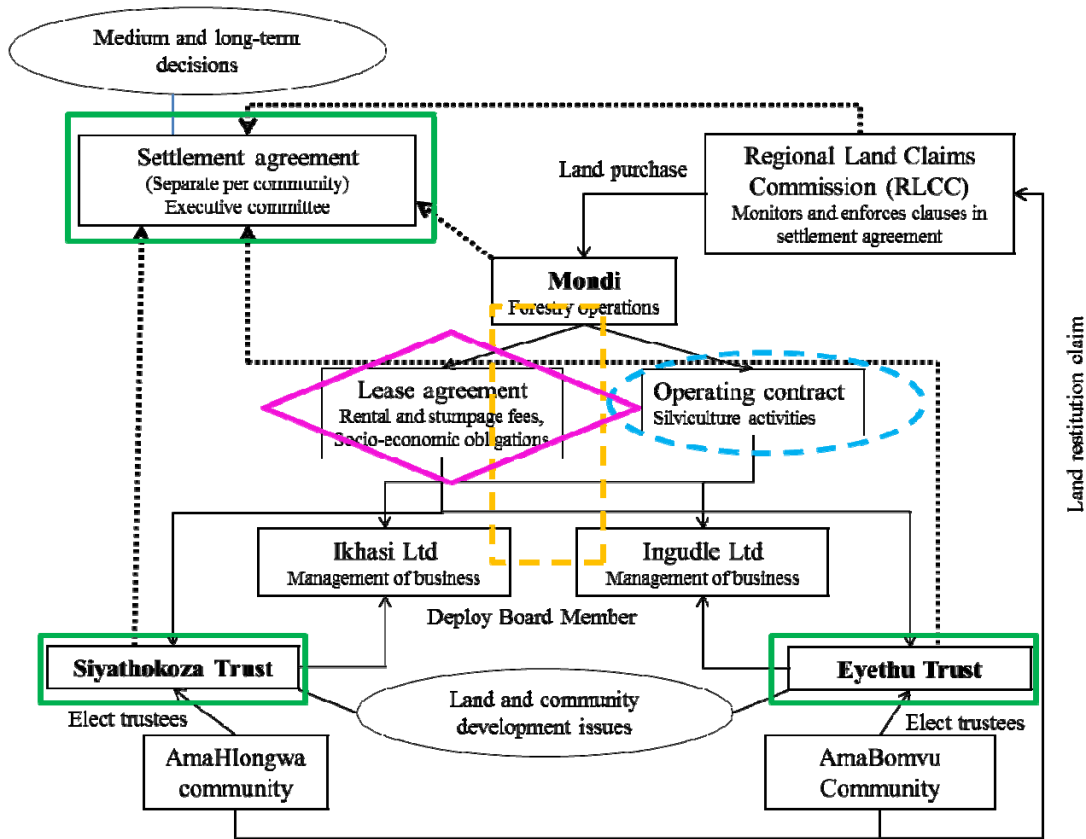 Medium and long-term
decisions
Settlement agreement
(Separate per community)
Executive committee
Land purchase
Regional Land Claims
Commission (RLCC)
Monitors and enforces clauses in
settlement agreement
Mondi
Forestry operations
Lease agreement
Rental and stumpage fees,
Socio-economic obligations
Operating contract
Silviculture activities
Land restitution claim
Ikhasi Ltd
Management of business
Ingudle Ltd
Management of business
Deploy Board Member
Siyathokoza Trust
Eyethu Trust
Land and community
development issues
Elect trustees
Elect trustees
AmaHlongwa
community
AmaBomvu
Community